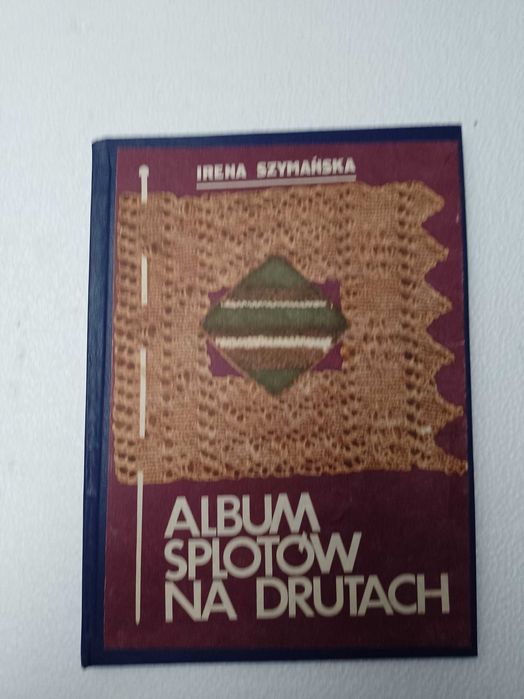 IRENA SZYMAŃSKA
ALBUM
SPLOTÓW
NA DRUTACH